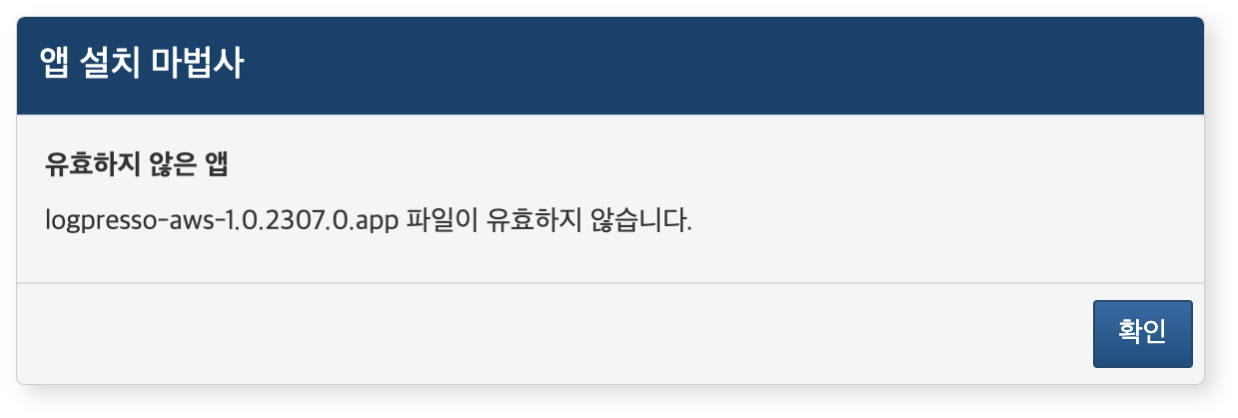 앱 설치 마법사
유효하지 않은 앱
logpresso-aws-1.0.2307.0.app 파일이 유효하지 않습니다.
확인